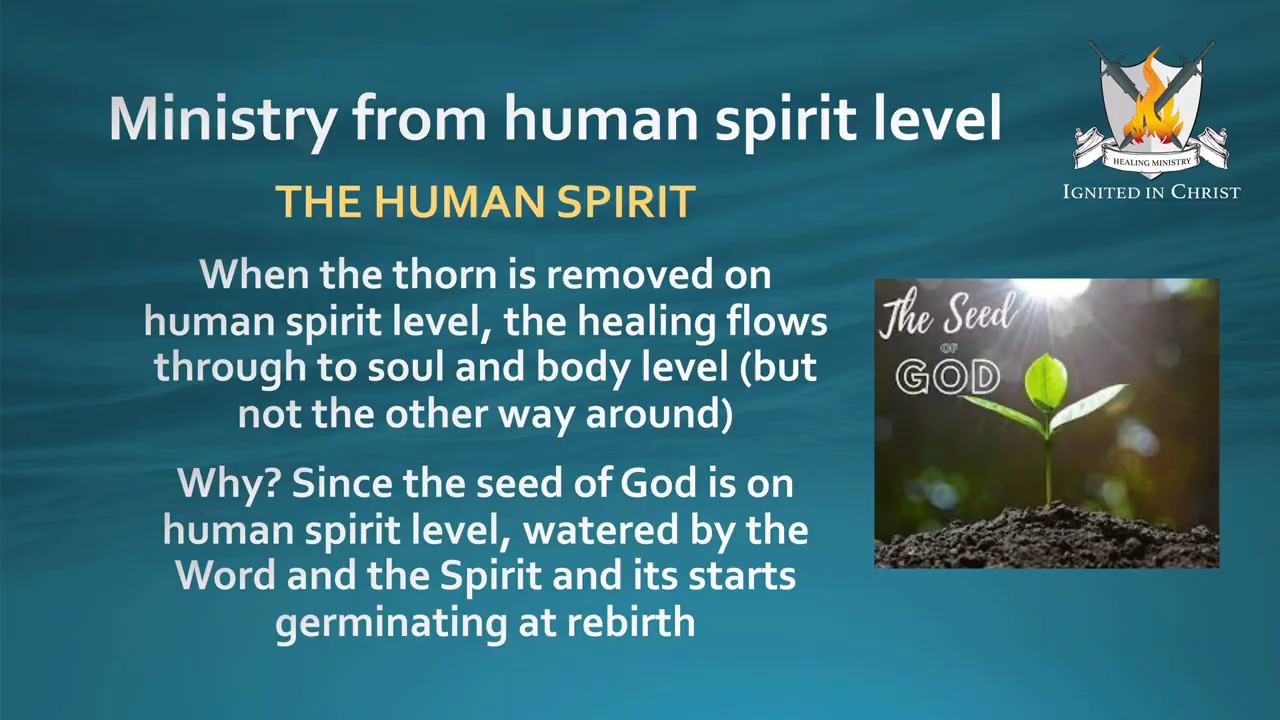 Ministry from human spirit level
HEALING MINISTRY
IGNITED IN CHRIST
THE HUMAN SPIRIT
When the thorn is removed on
human spirit level, the healing flows
through to soul and body level (but
not the other way around)
Why? Since the seed of God is on
human spirit level, watered by the
Word and the Spirit and its starts
germinating at rebirth
The Seed
OF
GOD